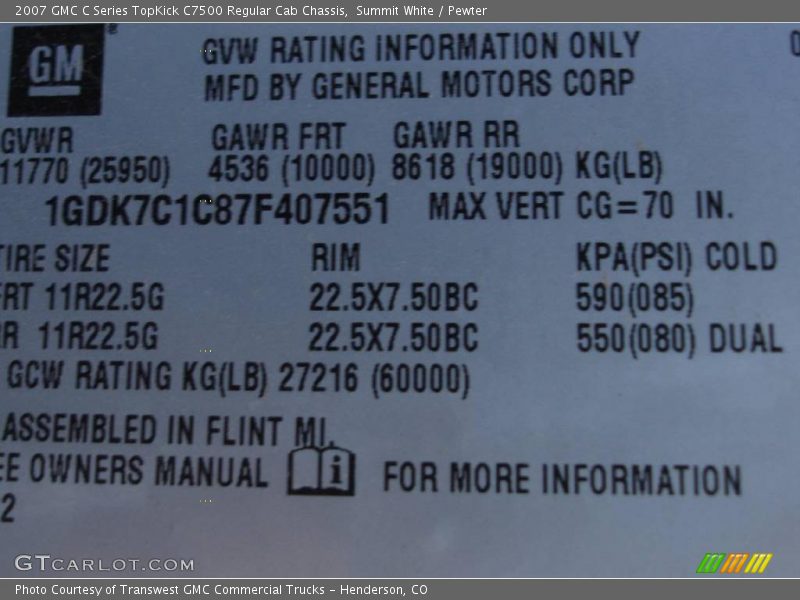 2007 GMC C Series TopKick C7500 Regular Cab Chassis, Summit White / Pewter
GM
GVW RATING INFORMATION ONLY
MFD BY GENERAL MOTORS CORP
GVWR GAWR FRT GAWR RR
11770 (25950) 4536 (10000) 8618 (19000) KG(LB)
1GDK7C1C87F407551 MAX VERT CG=70 IN.
TIRE SIZE RIM KPA(PSI) COLD
FRT 11R22.5G 22.5X7.50BC 590(085)
RR 11R22.5G 22.5X7.50BC 550(080) DUAL
GCW RATING KG(LB) 27216 (60000)
ASSEMBLED IN FLINT MI.
EE OWNERS MANUAL i FOR MORE INFORMATION
2
GTCARLOT.COM
Photo Courtesy of Transwest GMC Commercial Trucks – Henderson, CO